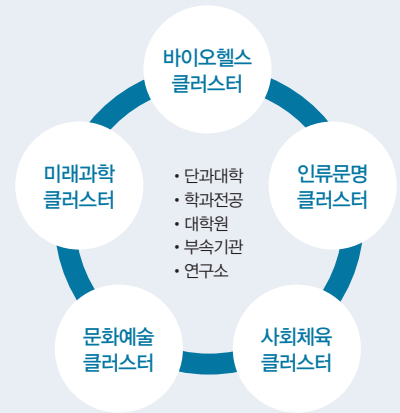 바이오헬스
클러스터
미래과학
클러스터
인류문명
클러스터
• 단과대학
• 학과전공
• 대학원
• 부속기관
• 연구소
문화예술
클러스터
사회체육
클러스터